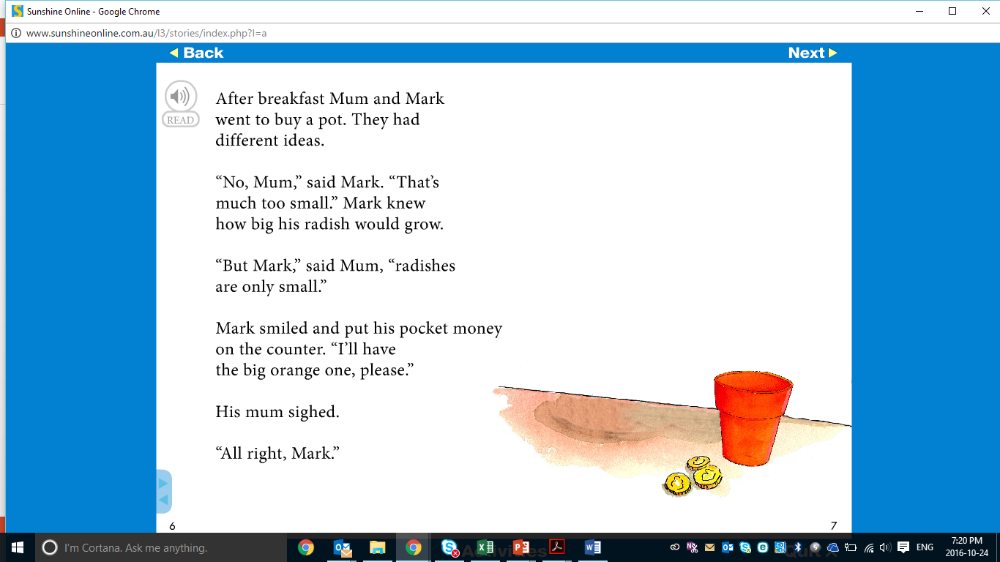 Sunshine Online - Google Chrome
www.sunshineonline.com.au/l3/stories/index.php?l=a
Back
Next
READ
After breakfast Mum and Mark
went to buy a pot. They had
different ideas.
“No, Mum,” said Mark. “That’s
much too small.” Mark knew
how big his radish would grow.
“But Mark,” said Mum, “radishes
are only small.”
Mark smiled and put his pocket money
on the counter. “I’ll have
the big orange one, please.”
His mum sighed.
“All right, Mark.”
6
7
Activities
Quit X
I’m Cortana. Ask me anything.
ENG
7:20 PM
2016-10-24